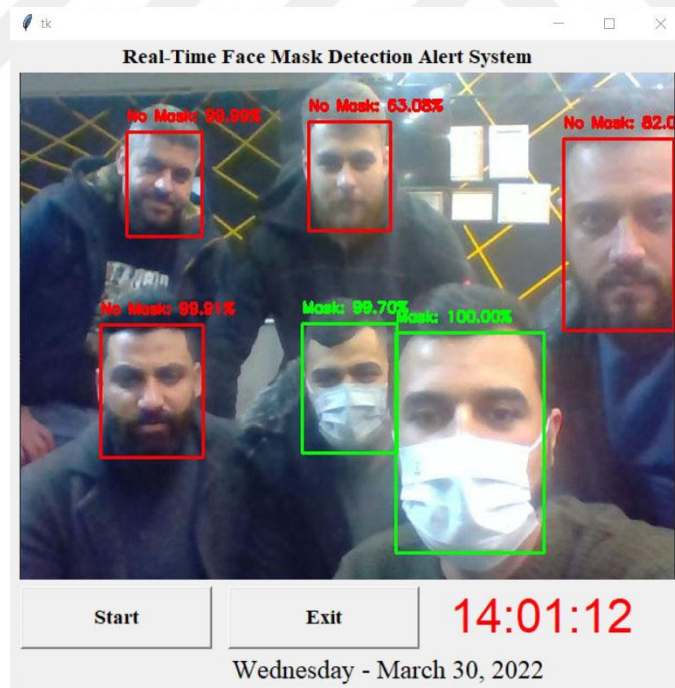 tk
Real-Time Face Mask Detection Alert System
No Mask: 99.99%
No Mask: 63.08%
No Mask: 82.0
No Mask: 99.91%
Mask: 99.70%
Mask: 100.00%
Start
Exit
14:01:12
Wednesday - March 30, 2022